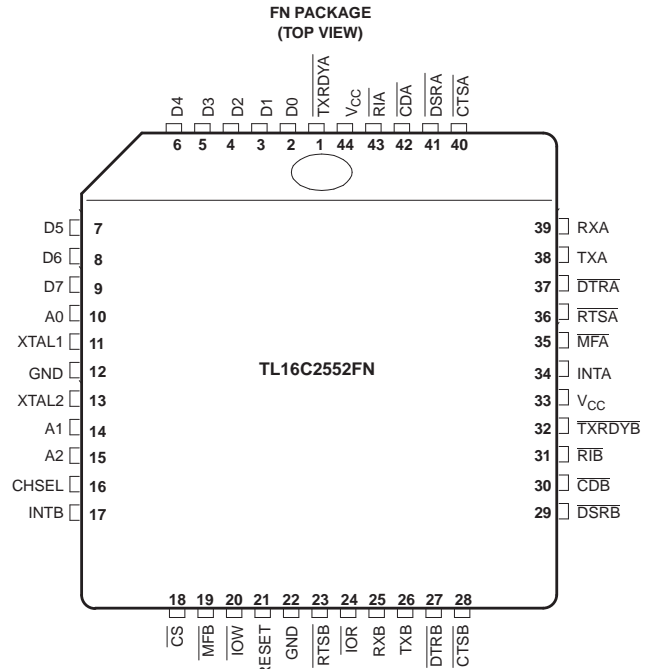 FN PACKAGE
(TOP VIEW)
D4 D3 D2 D1 D0 TXRDYA VCC RIA CDA DSRA CTSA
6 5 4 3 2 1 44 43 42 41 40
D5 7
D6 8
D7 9
A0 10
XTAL1 11
GND 12
XTAL2 13
A1 14
A2 15
CHSEL 16
INTB 17
TL16C2552FN
39 RXA
38 TXA
37 DTRA
36 RTSA
35 MFA
34 INTA
33 VCC
32 TXRDYB
31 RIB
30 CDB
29 DSRB
18 19 20 21 22 23 24 25 26 27 28
CS MFB IOW RESET GND RTSB IOR RXB TXB DTRB CTSB